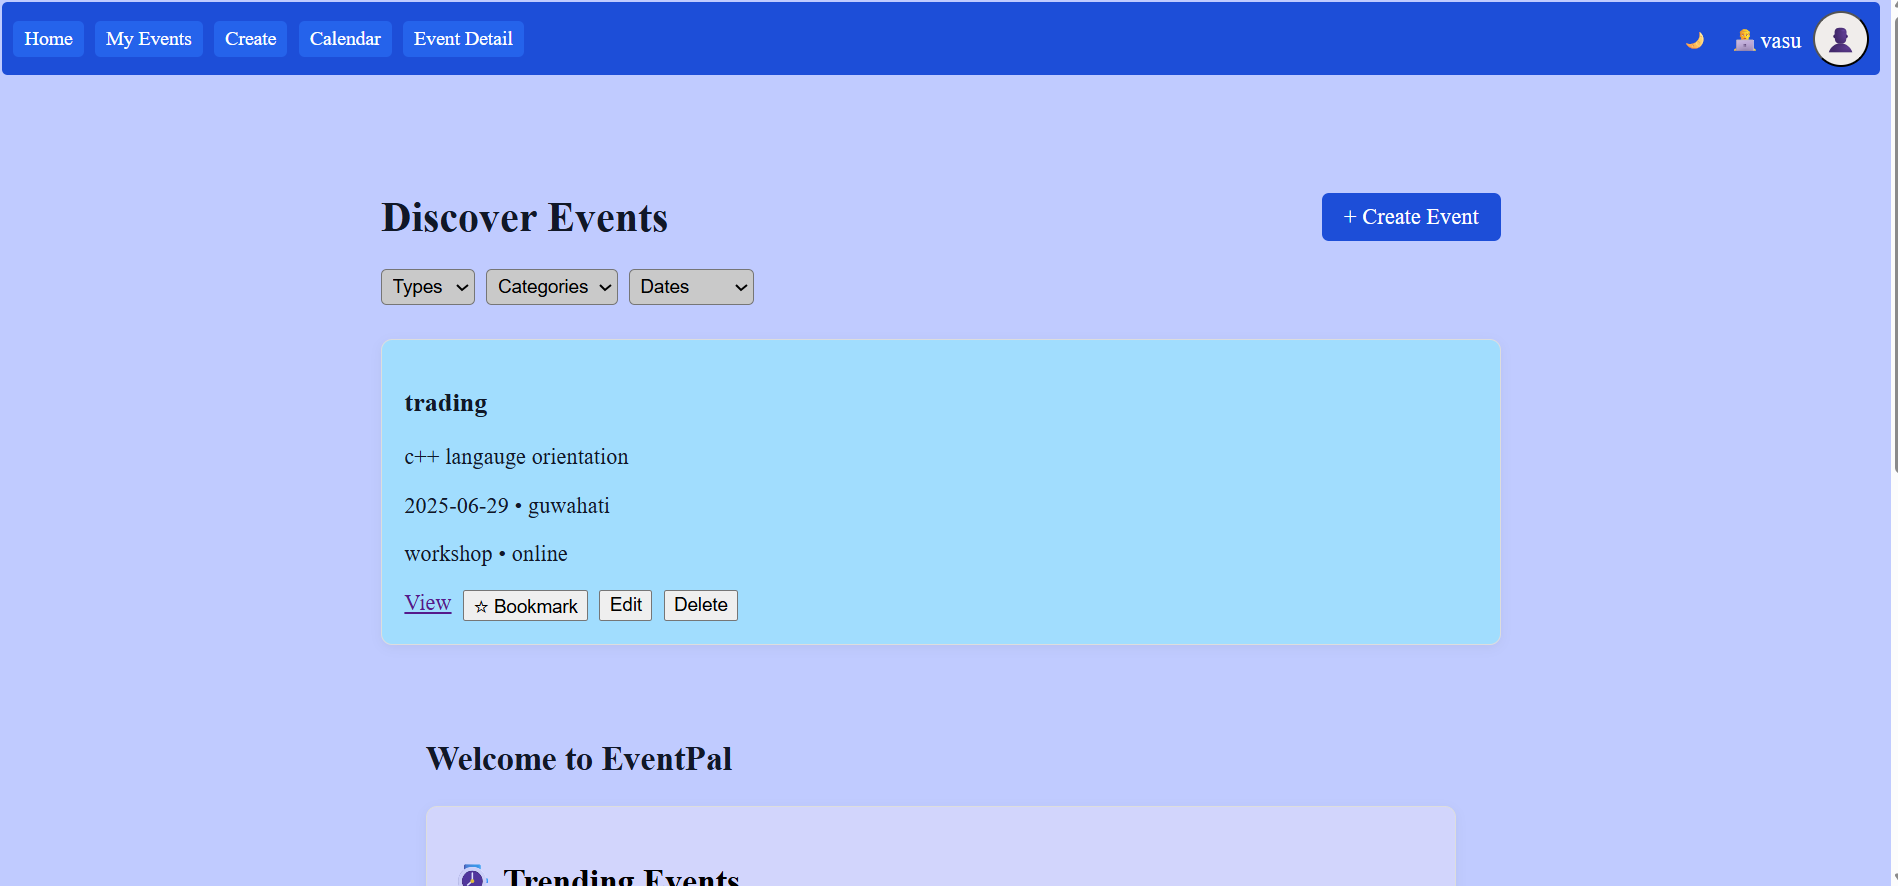 Home My Events Create Calendar Event Detail 🌙 🧑‍💻 vasu
Discover Events + Create Event
Types Categories Dates
trading
c++ langauge orientation
2025-06-29 • guwahati
workshop • online
View ☆ Bookmark Edit Delete
Welcome to EventPal
Trending Events